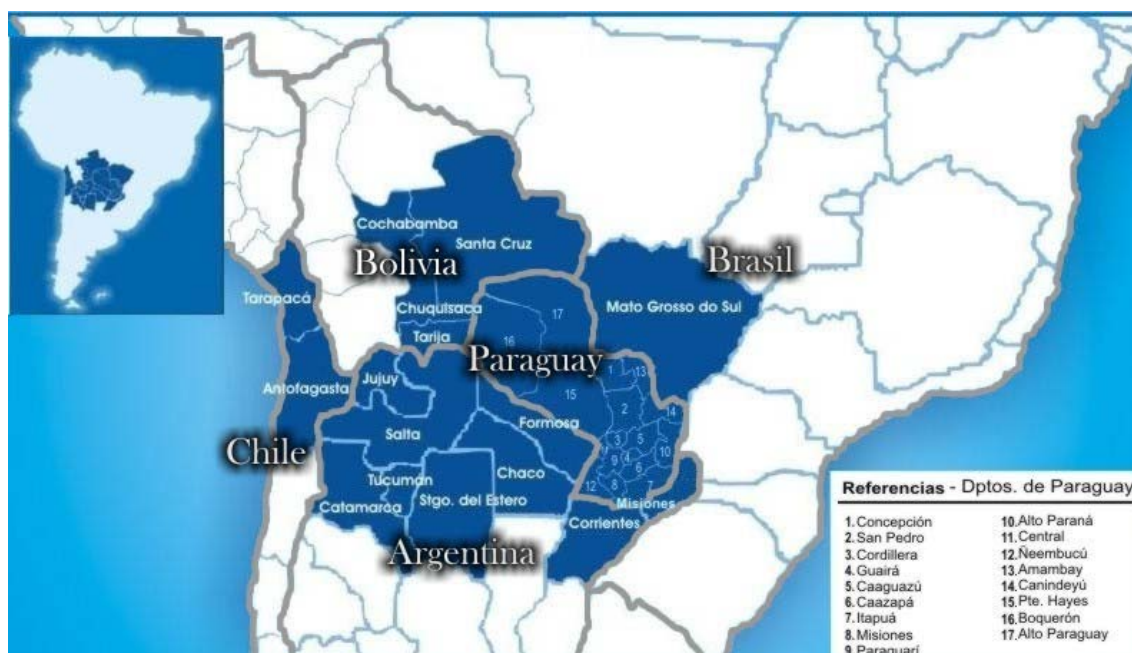 Cochabamba
Santa Cruz
Bolivia
Brasil
Tarapacá
Chuquisaca
Mato Grosso do Sul
17
Tarija
16
Paraguay
Jujuy
1
13
Antofagasta
15
14
2
Formosa
Salta
Chile
3
5
10
Chaco
9
4
6
Tucumán
12
8
7
Stgo. del Estero
Misiones
Catamarca
Corrientes
Argentina
Referencias - Dptos. de Paraguay
1. Concepción
2. San Pedro
3. Cordillera
4. Guairá
5. Caaguazú
6. Caazapá
7. Itapuá
8. Misiones
9. Paraguarí
10. Alto Paraná
11. Central
12. Ñeembucú
13. Amambay
14. Canindeyú
15. Pte. Hayes
16. Boquerón
17. Alto Paraguay